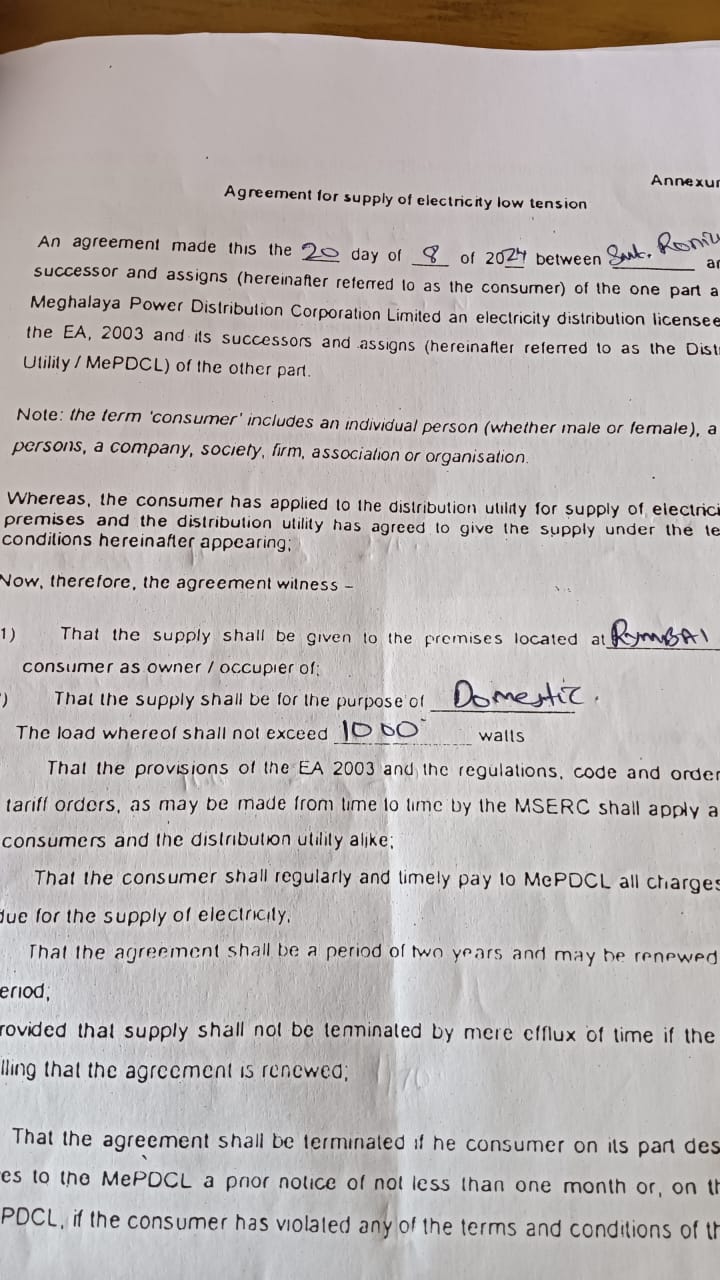 Annexur
Agreement for supply of electricity low tension
An agreement made this the 20 day of 8 of 2024 between Smt. Roniu
ar
successor and assigns (hereinafter referred to as the consumer) of the one part a
Meghalaya Power Distribution Corporation Limited an electricity distribution licensee
the EA, 2003 and its successors and assigns (hereinafter referred to as the Dist
Utility / MePDCL) of the other part.
Note: the term 'consumer' includes an individual person (whether male or female), a
persons, a company, society, firm, association or organisation.
Whereas, the consumer has applied to the distribution utility for supply of electrici
premises and the distribution utility has agreed to give the supply under the te
conditions hereinafter appearing;
Now, therefore, the agreement witness –
1) That the supply shall be given to the premises located at RymBAI
consumer as owner / occupier of;
) That the supply shall be for the purpose of Domestic.
The load whereof shall not exceed 1000 walls
That the provisions of the EA 2003 and the regulations, code and order
tariff orders, as may be made from time to time by the MSERC shall apply a
consumers and the distribution utility alike;
That the consumer shall regularly and timely pay to MePDCL all charges
due for the supply of electricity.
That the agreement shall be a period of two years and may be renewed
eriod;
rovided that supply shall not be terminated by mere efflux of time if the
lling that the agreement is renewed;
That the agreement shall be terminated if he consumer on its part des
es to the MePDCL a prior notice of not less than one month or, on th
PDCL, if the consumer has violated any of the terms and conditions of th